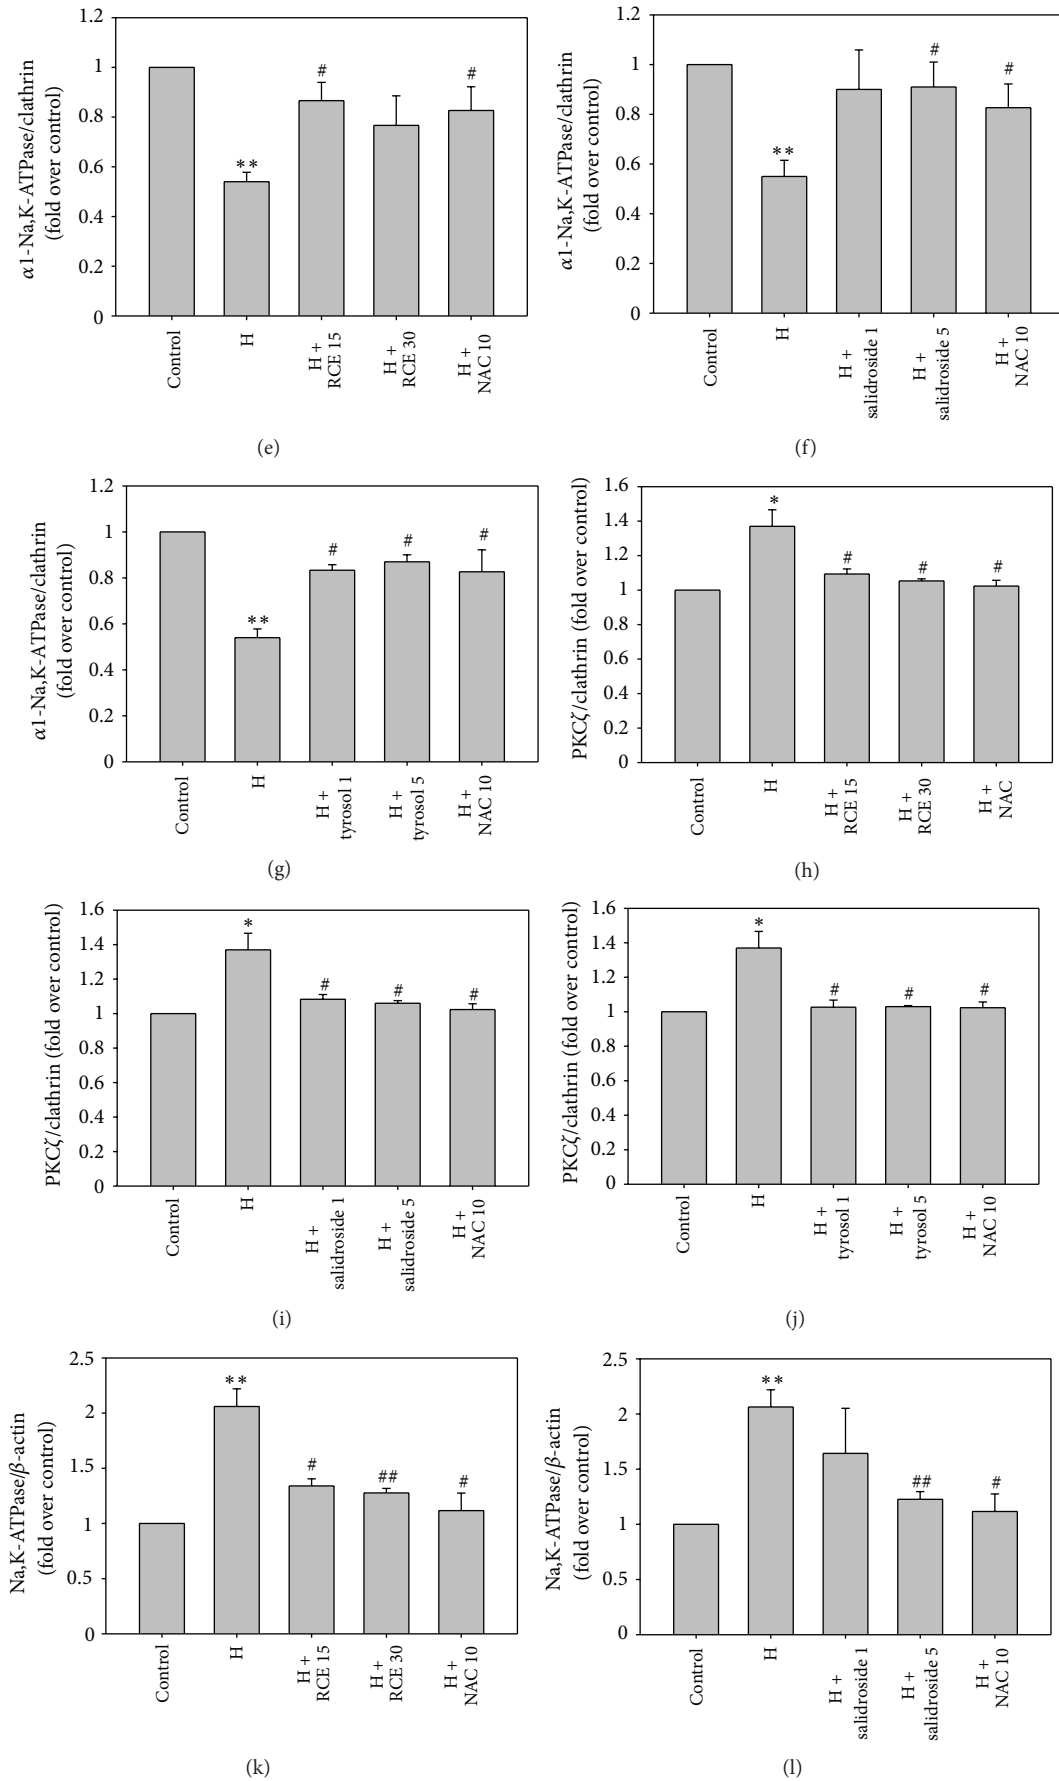 α1-Na,K-ATPase/clathrin
(fold over control)
1.2
1
0.8
0.6
0.4
0.2
0
**
#
#
Control
H
H +
RCE 15
H +
RCE 30
H +
NAC 10
(e)
α1-Na,K-ATPase/clathrin
(fold over control)
1.2
1
0.8
0.6
0.4
0.2
0
**
#
#
Control
H
H +
salidroside 1
H +
salidroside 5
H +
NAC 10
(f)
α1-Na,K-ATPase/clathrin
(fold over control)
1.2
1
0.8
0.6
0.4
0.2
0
**
#
#
#
Control
H
H +
tyrosol 1
H +
tyrosol 5
H +
NAC 10
(g)
PKCζ/clathrin (fold over control)
1.6
1.4
1.2
1
0.8
0.6
0.4
0.2
0
*
#
#
#
Control
H
H +
RCE 15
H +
RCE 30
H +
NAC
(h)
PKCζ/clathrin (fold over control)
1.6
1.4
1.2
1
0.8
0.6
0.4
0.2
0
*
#
#
#
Control
H
H +
salidroside 1
H +
salidroside 5
H +
NAC 10
(i)
PKCζ/clathrin (fold over control)
1.6
1.4
1.2
1
0.8
0.6
0.4
0.2
0
*
#
#
#
Control
H
H +
tyrosol 1
H +
tyrosol 5
H +
NAC 10
(j)
Na,K-ATPase/β-actin
(fold over control)
2.5
2
1.5
1
0.5
0
**
#
##
#
Control
H
H +
RCE 15
H +
RCE 30
H +
NAC 10
(k)
Na,K-ATPase/β-actin
(fold over control)
2.5
2
1.5
1
0.5
0
**
##
#
Control
H
H +
salidroside 1
H +
salidroside 5
H +
NAC 10
(l)